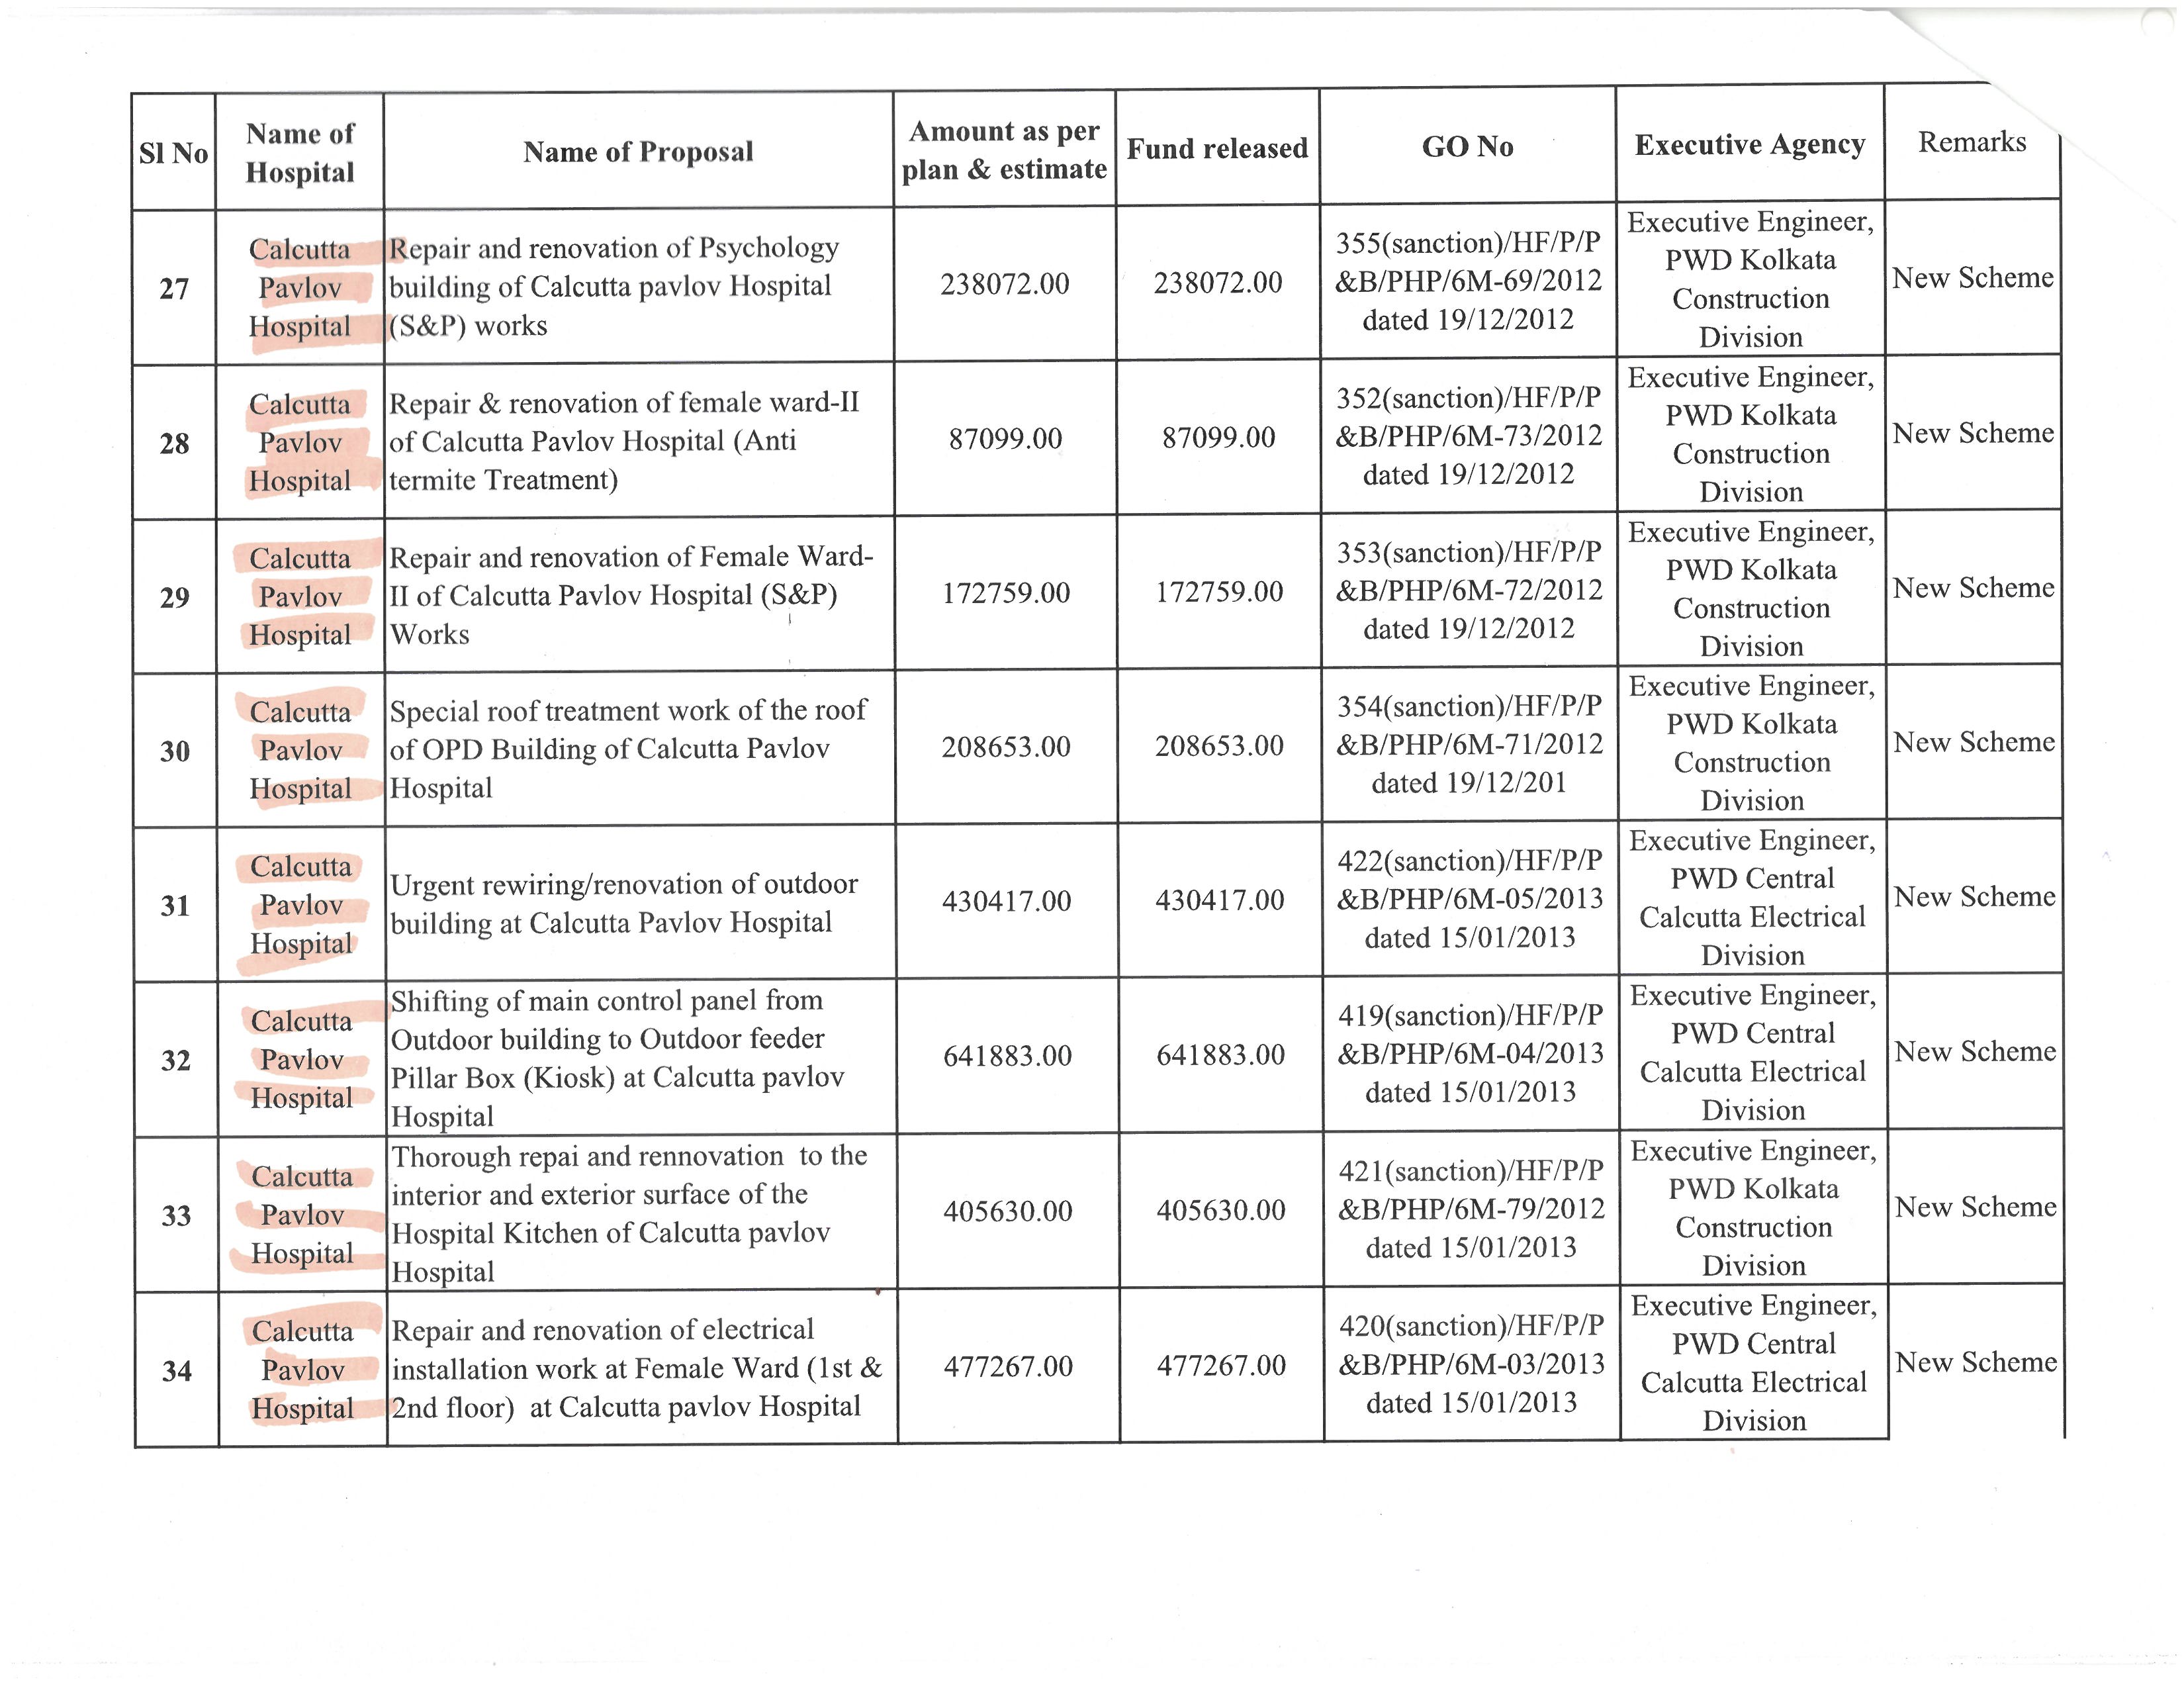 Sl No
Name of
Hospital
Name of Proposal
Amount as per
plan & estimate
Fund released
GO No
Executive Agency
Remarks
27
Calcutta
Pavlov
Hospital
Repair and renovation of Psychology
building of Calcutta pavlov Hospital
(S&P) works
238072.00
238072.00
355(sanction)/HF/P/P
&B/PHP/6M-69/2012
dated 19/12/2012
Executive Engineer,
PWD Kolkata
Construction
Division
New Scheme
28
Calcutta
Pavlov
Hospital
Repair & renovation of female ward-II
of Calcutta Pavlov Hospital (Anti
termite Treatment)
87099.00
87099.00
352(sanction)/HF/P/P
&B/PHP/6M-73/2012
dated 19/12/2012
Executive Engineer,
PWD Kolkata
Construction
Division
New Scheme
29
Calcutta
Pavlov
Hospital
Repair and renovation of Female Ward-
II of Calcutta Pavlov Hospital (S&P)
Works
172759.00
172759.00
353(sanction)/HF/P/P
&B/PHP/6M-72/2012
dated 19/12/2012
Executive Engineer,
PWD Kolkata
Construction
Division
New Scheme
30
Calcutta
Pavlov
Hospital
Special roof treatment work of the roof
of OPD Building of Calcutta Pavlov
Hospital
208653.00
208653.00
354(sanction)/HF/P/P
&B/PHP/6M-71/2012
dated 19/12/201
Executive Engineer,
PWD Kolkata
Construction
Division
New Scheme
31
Calcutta
Pavlov
Hospital
Urgent rewiring/renovation of outdoor
building at Calcutta Pavlov Hospital
430417.00
430417.00
422(sanction)/HF/P/P
&B/PHP/6M-05/2013
dated 15/01/2013
Executive Engineer,
PWD Central
Calcutta Electrical
Division
New Scheme
32
Calcutta
Pavlov
Hospital
Shifting of main control panel from
Outdoor building to Outdoor feeder
Pillar Box (Kiosk) at Calcutta pavlov
Hospital
641883.00
641883.00
419(sanction)/HF/P/P
&B/PHP/6M-04/2013
dated 15/01/2013
Executive Engineer,
PWD Central
Calcutta Electrical
Division
New Scheme
33
Calcutta
Pavlov
Hospital
Thorough repai and rennovation  to the
interior and exterior surface of the
Hospital Kitchen of Calcutta pavlov
Hospital
405630.00
405630.00
421(sanction)/HF/P/P
&B/PHP/6M-79/2012
dated 15/01/2013
Executive Engineer,
PWD Kolkata
Construction
Division
New Scheme
34
Calcutta
Pavlov
Hospital
Repair and renovation of electrical
installation work at Female Ward (1st &
2nd floor)  at Calcutta pavlov Hospital
477267.00
477267.00
420(sanction)/HF/P/P
&B/PHP/6M-03/2013
dated 15/01/2013
Executive Engineer,
PWD Central
Calcutta Electrical
Division
New Scheme